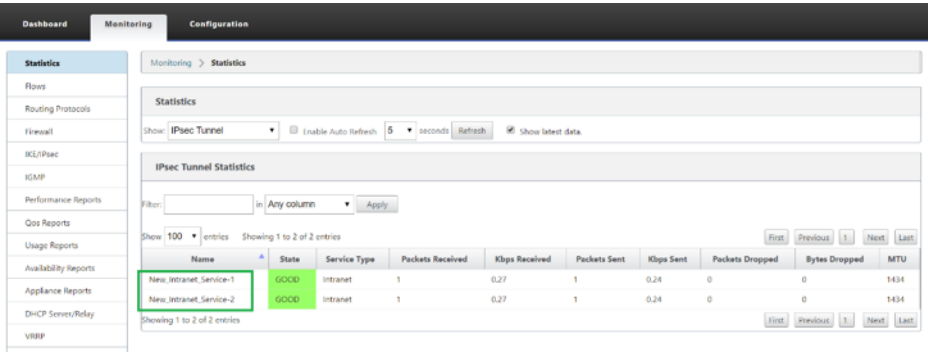 Dashboard Monitoring Configuration
Statistics
Flows
Routing Protocols
Firewall
IKE/IPsec
IGMP
Performance Reports
Qos Reports
Usage Reports
Availability Reports
Appliance Reports
DHCP Server/Relay
VRRP
Monitoring > Statistics
Statistics
Show: IPsec Tunnel Enable Auto Refresh 5 seconds Refresh Show latest data.
IPsec Tunnel Statistics
Filter: in Any column Apply
Show 100 entries Showing 1 to 2 of 2 entries First Previous 1 Next Last
Name State Service Type Packets Received Kbps Received Packets Sent Kbps Sent Packets Dropped Bytes Dropped MTU
New_Intranet_Service-1 GOOD Intranet 1 0.27 1 0.24 0 0 1434
New_Intranet_Service-2 GOOD Intranet 1 0.27 1 0.24 0 0 1434
Showing 1 to 2 of 2 entries First Previous 1 Next Last